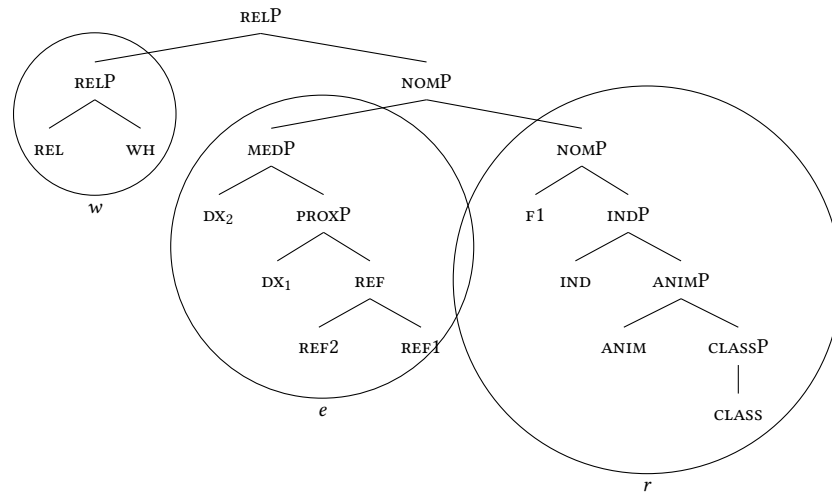 RELP
RELP NOMP
REL WH MEDP NOMP
w DX2 PROXP F1 INDP
DX1 REF IND ANIMP
REF2 REF1 ANIM CLASSP
e CLASS
r